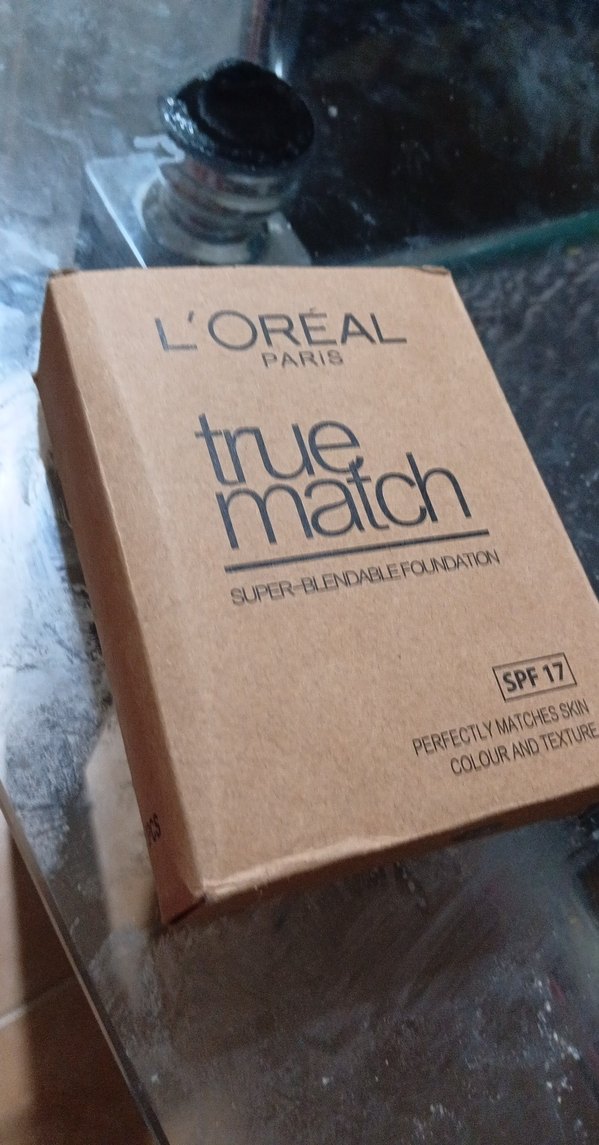 L'ORÉAL
PARIS
true
match
SUPER-BLENDABLE FOUNDATION
SPF 17
PERFECTLY MATCHES SKIN
COLOUR AND TEXTURE